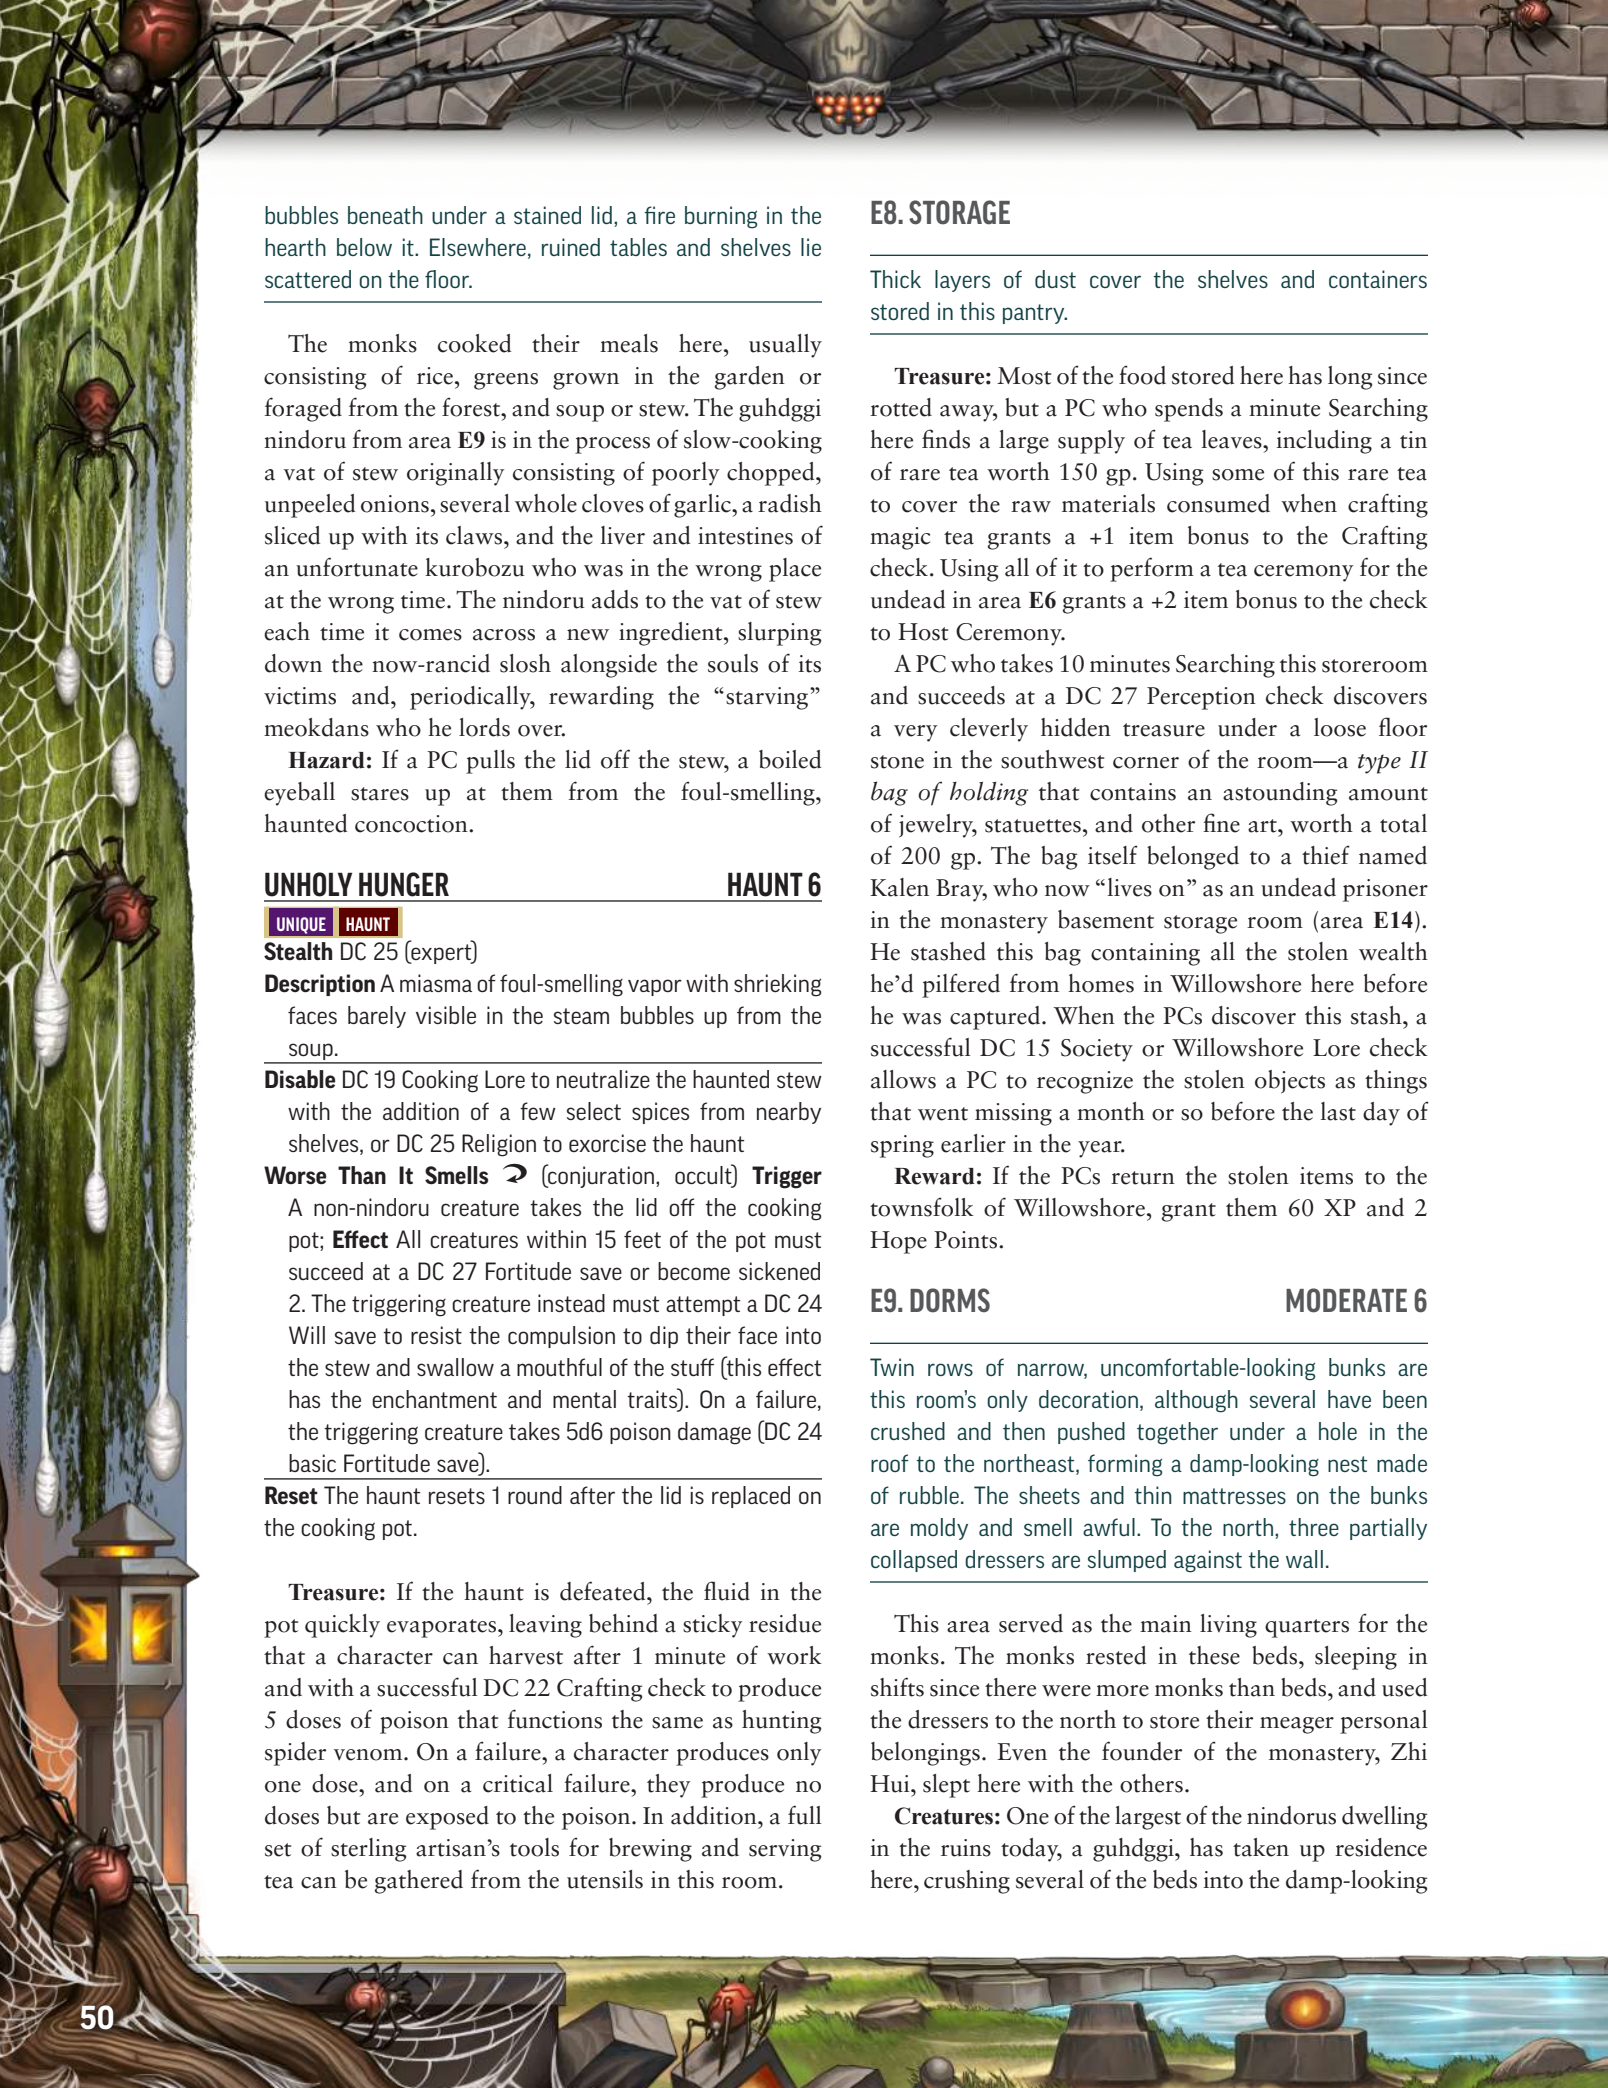 bubbles beneath under a stained lid, a fire burning in the
hearth below it. Elsewhere, ruined tables and shelves lie
scattered on the floor.
The monks cooked their meals here, usually
consisting of rice, greens grown in the garden or
foraged from the forest, and soup or stew. The guhdggi
nindoru from area E9 is in the process of slow-cooking
a vat of stew originally consisting of poorly chopped,
unpeeled onions, several whole cloves of garlic, a radish
sliced up with its claws, and the liver and intestines of
an unfortunate kurobozu who was in the wrong place
at the wrong time. The nindoru adds to the vat of stew
each time it comes across a new ingredient, slurping
down the now-rancid slosh alongside the souls of its
victims and, periodically, rewarding the “starving”
meokdans who he lords over.
Hazard: If a PC pulls the lid off the stew, a boiled
eyeball stares up at them from the foul-smelling,
haunted concoction.
UNHOLY HUNGER HAUNT 6
UNIQUE HAUNT
Stealth DC 25 (expert)
Description A miasma of foul-smelling vapor with shrieking
faces barely visible in the steam bubbles up from the
soup.
Disable DC 19 Cooking Lore to neutralize the haunted stew
with the addition of a few select spices from nearby
shelves, or DC 25 Religion to exorcise the haunt
Worse Than It Smells (conjuration, occult) Trigger
A non-nindoru creature takes the lid off the cooking
pot; Effect All creatures within 15 feet of the pot must
succeed at a DC 27 Fortitude save or become sickened
2. The triggering creature instead must attempt a DC 24
Will save to resist the compulsion to dip their face into
the stew and swallow a mouthful of the stuff (this effect
has the enchantment and mental traits). On a failure,
the triggering creature takes 5d6 poison damage (DC 24
basic Fortitude save).
Reset The haunt resets 1 round after the lid is replaced on
the cooking pot.
Treasure: If the haunt is defeated, the fluid in the
pot quickly evaporates, leaving behind a sticky residue
that a character can harvest after 1 minute of work
and with a successful DC 22 Crafting check to produce
5 doses of poison that functions the same as hunting
spider venom. On a failure, a character produces only
one dose, and on a critical failure, they produce no
doses but are exposed to the poison. In addition, a full
set of sterling artisan’s tools for brewing and serving
tea can be gathered from the utensils in this room.
E8. STORAGE
Thick layers of dust cover the shelves and containers
stored in this pantry.
Treasure: Most of the food stored here has long since
rotted away, but a PC who spends a minute Searching
here finds a large supply of tea leaves, including a tin
of rare tea worth 150 gp. Using some of this rare tea
to cover the raw materials consumed when crafting
magic tea grants a +1 item bonus to the Crafting
check. Using all of it to perform a tea ceremony for the
undead in area E6 grants a +2 item bonus to the check
to Host Ceremony.
A PC who takes 10 minutes Searching this storeroom
and succeeds at a DC 27 Perception check discovers
a very cleverly hidden treasure under a loose floor
stone in the southwest corner of the room—a type II
bag of holding that contains an astounding amount
of jewelry, statuettes, and other fine art, worth a total
of 200 gp. The bag itself belonged to a thief named
Kalen Bray, who now “lives on” as an undead prisoner
in the monastery basement storage room (area E14).
He stashed this bag containing all the stolen wealth
he’d pilfered from homes in Willowshore here before
he was captured. When the PCs discover this stash, a
successful DC 15 Society or Willowshore Lore check
allows a PC to recognize the stolen objects as things
that went missing a month or so before the last day of
spring earlier in the year.
Reward: If the PCs return the stolen items to the
townsfolk of Willowshore, grant them 60 XP and 2
Hope Points.
E9. DORMS MODERATE 6
Twin rows of narrow, uncomfortable-looking bunks are
this room’s only decoration, although several have been
crushed and then pushed together under a hole in the
roof to the northeast, forming a damp-looking nest made
of rubble. The sheets and thin mattresses on the bunks
are moldy and smell awful. To the north, three partially
collapsed dressers are slumped against the wall.
This area served as the main living quarters for the
monks. The monks rested in these beds, sleeping in
shifts since there were more monks than beds, and used
the dressers to the north to store their meager personal
belongings. Even the founder of the monastery, Zhi
Hui, slept here with the others.
Creatures: One of the largest of the nindorus dwelling
in the ruins today, a guhdggi, has taken up residence
here, crushing several of the beds into the damp-looking
50